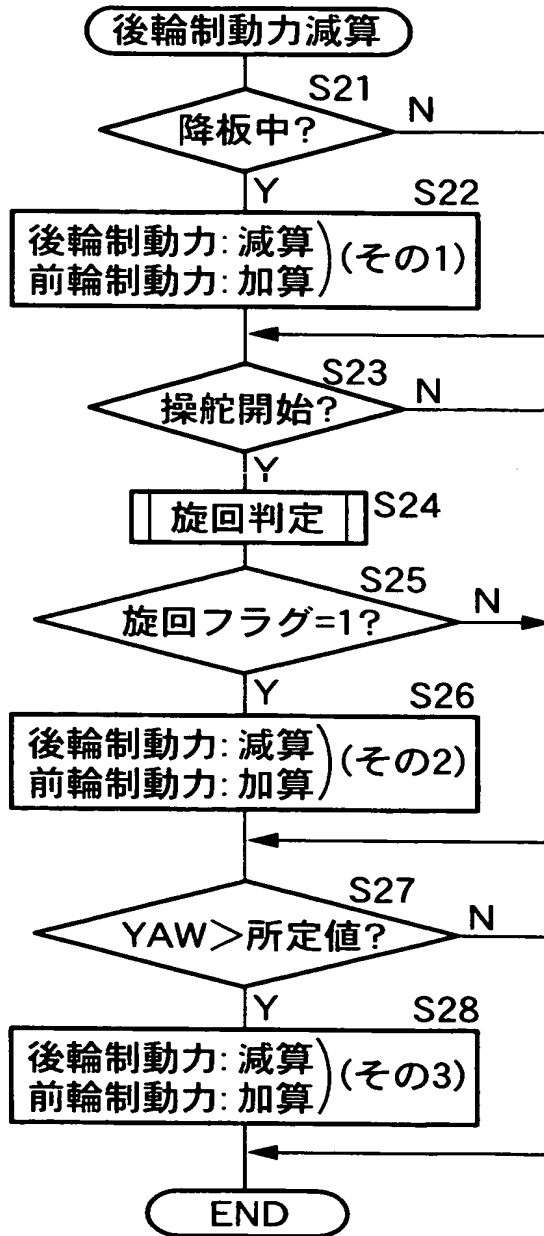 後輪制動力減算
S21
降板中?
N
Y
S22
後輪制動力:減算
前輪制動力:加算
(その1)
S23
操舵開始?
N
Y
旋回判定
S24
S25
旋回フラグ=1?
N
Y
S26
後輪制動力:減算
前輪制動力:加算
(その2)
S27
YAW>所定値?
N
Y
S28
後輪制動力:減算
前輪制動力:加算
(その3)
END